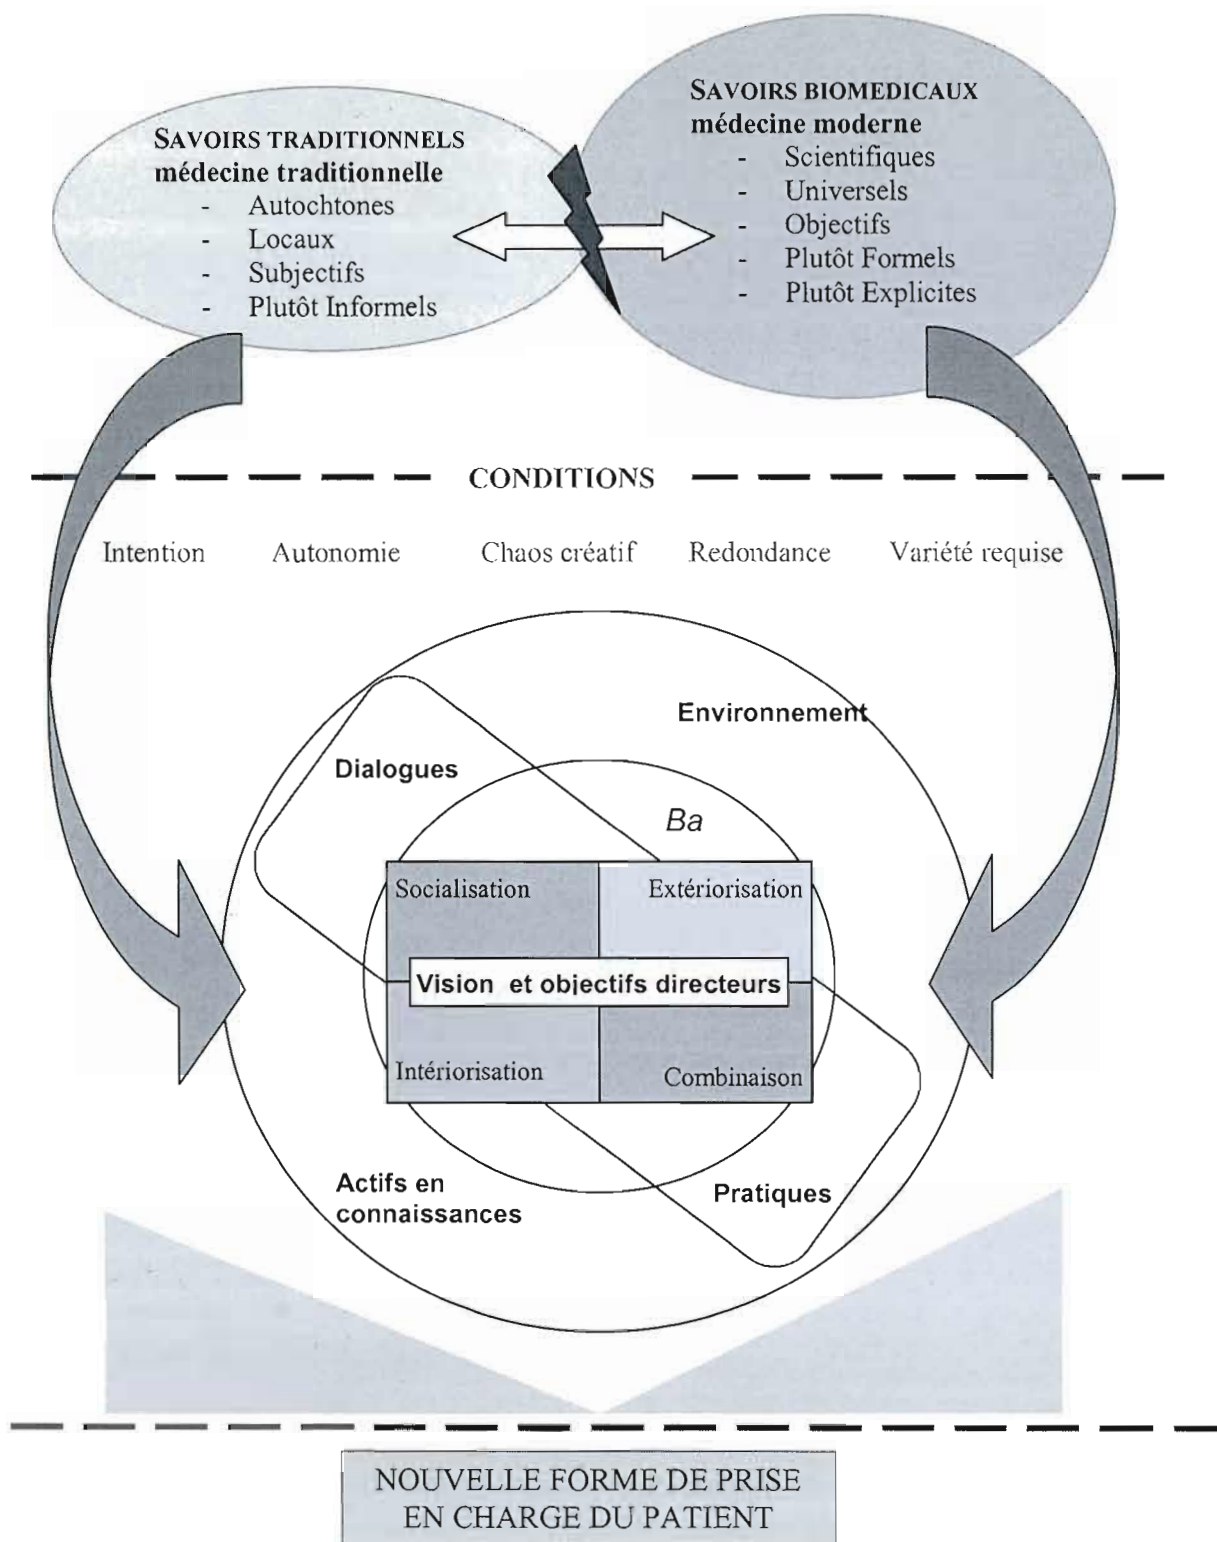 SAVOIRS TRADITIONNELS
médecine traditionnelle
- Autochtones
- Locaux
- Subjectifs
- Plutôt Informels
SAVOIRS BIOMEDICAUX
médecine moderne
- Scientifiques
- Universels
- Objectifs
- Plutôt Formels
- Plutôt Explicites
CONDITIONS
Intention Autonomie Chaos créatif Redondance Variété requise
Environnement
Dialogues
Ba
Socialisation Extériorisation
Vision et objectifs directeurs
Intériorisation Combinaison
Actifs en
connaissances
Pratiques
NOUVELLE FORME DE PRISE
EN CHARGE DU PATIENT